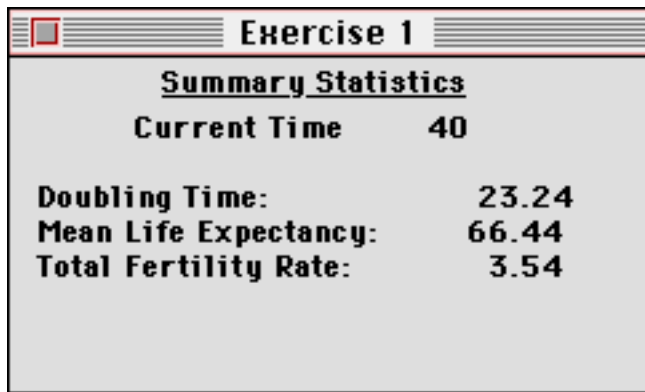 Exercise 1
Summary Statistics
Current Time 40
Doubling Time: 23.24
Mean Life Expectancy: 66.44
Total Fertility Rate: 3.54